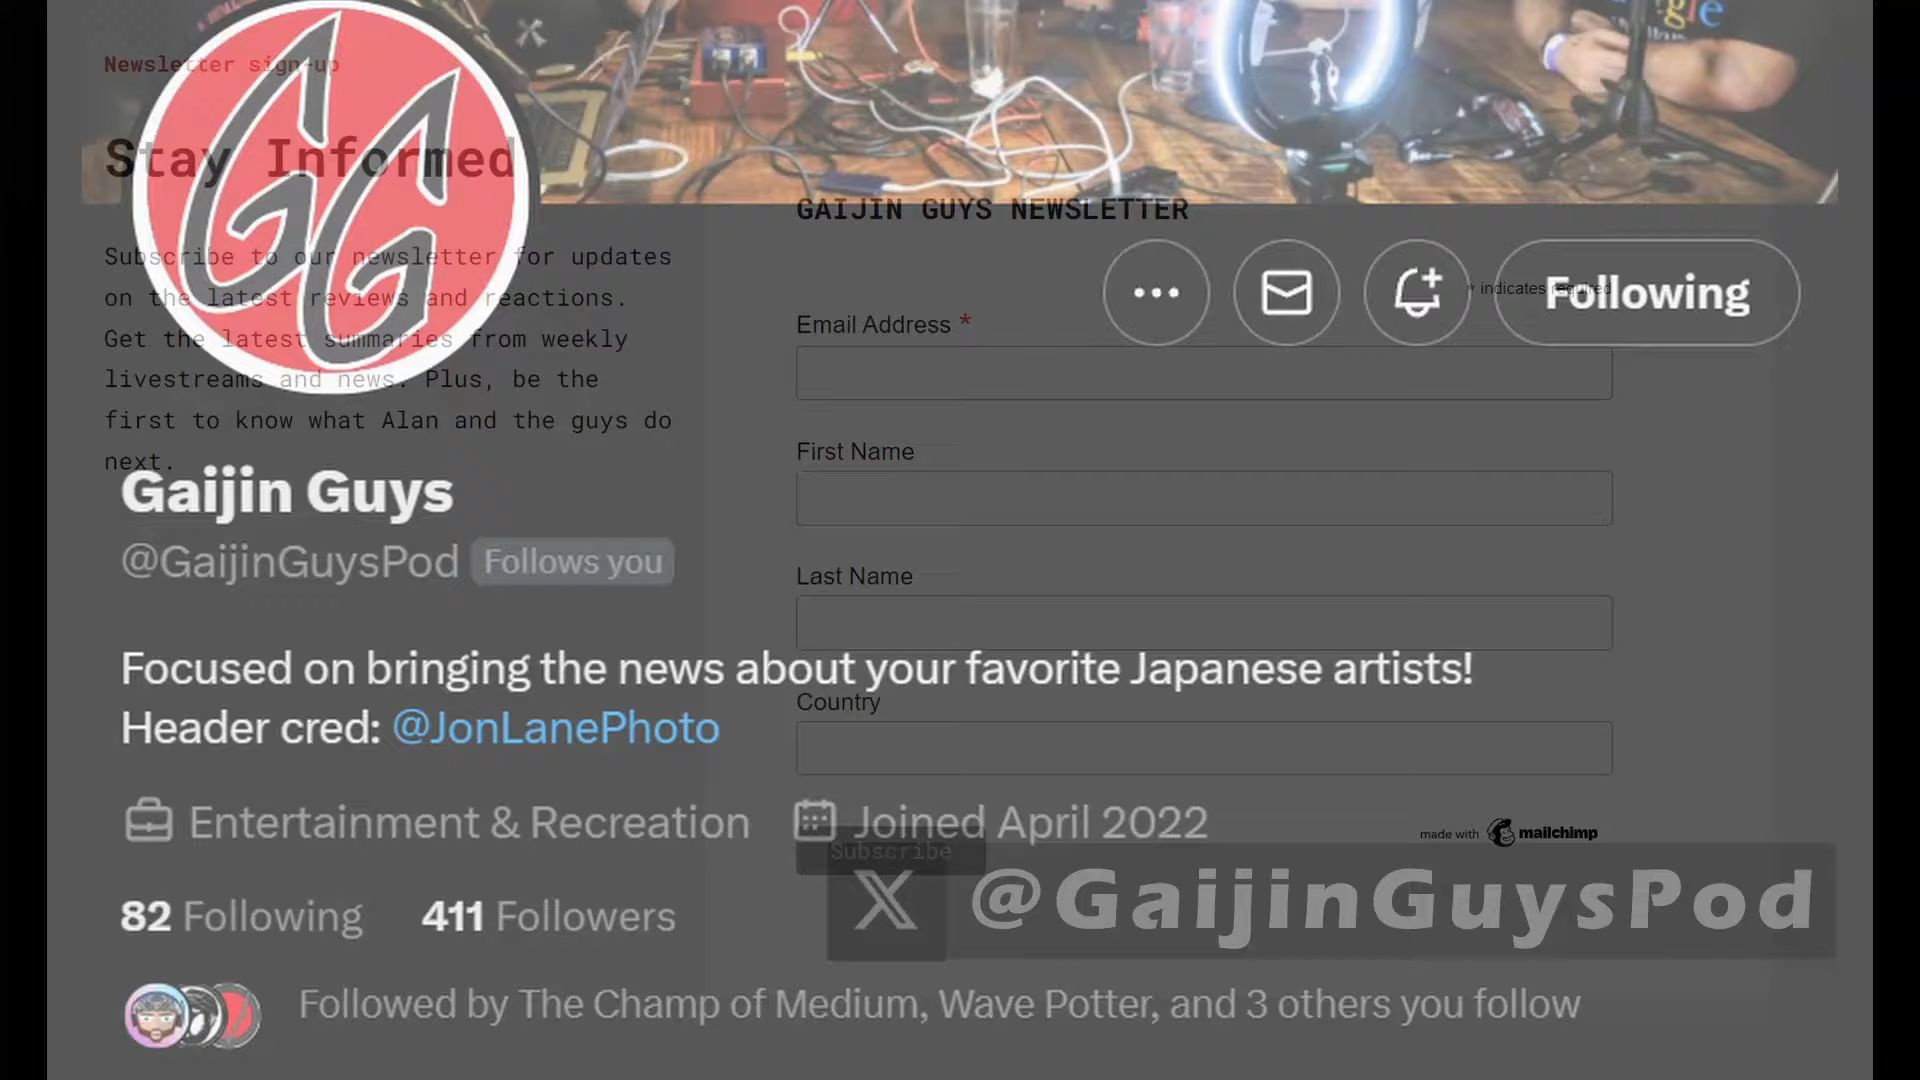 Newsletter sign-up
Stay Informed
Subscribe to our newsletter for updates
on the latest reviews and reactions.
Get the latest summaries from weekly
livestreams and news. Plus, be the
first to know what Alan and the guys do
next.
GG
GAIJIN GUYS NEWSLETTER
* indicates required
Following
Email Address *
First Name
Last Name
Country
Subscribe
made with mailchimp
Gaijin Guys
@GaijinGuysPod Follows you
Focused on bringing the news about your favorite Japanese artists!
Header cred: @JonLanePhoto
Entertainment & Recreation Joined April 2022
82 Following 411 Followers
X @GaijinGuysPod
Followed by The Champ of Medium, Wave Potter, and 3 others you follow